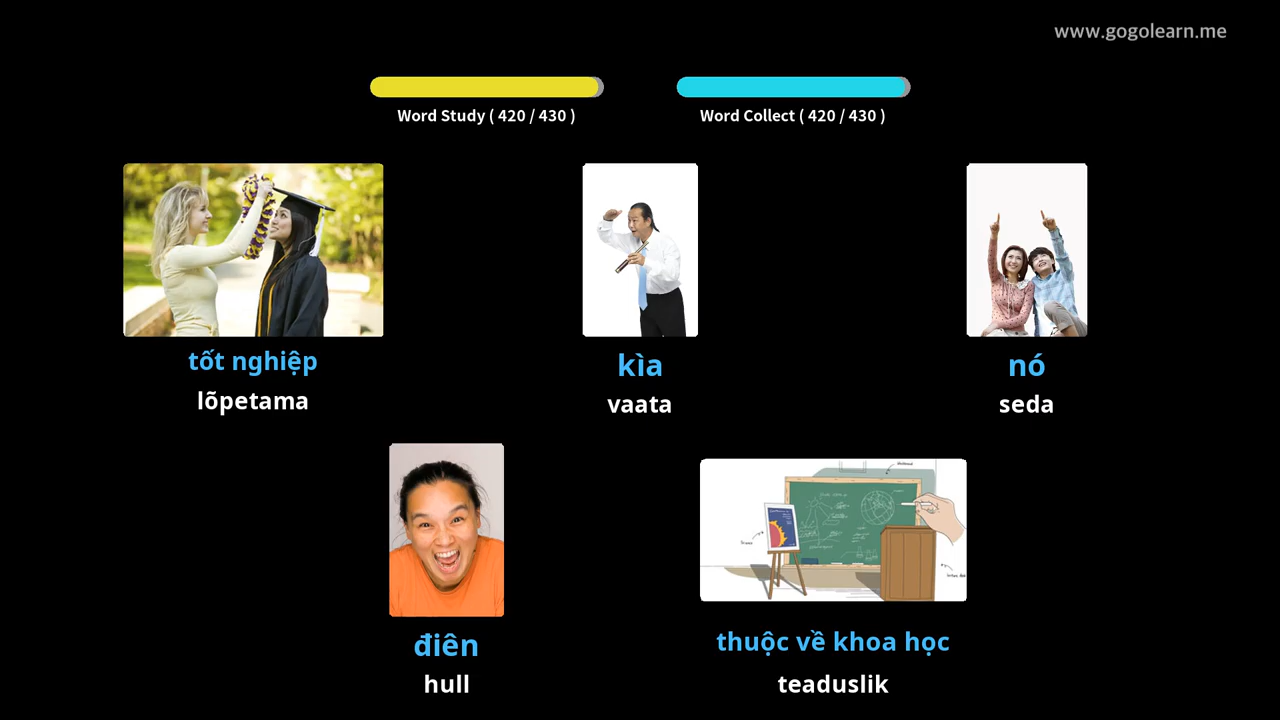 www.gogolearn.me
Word Study ( 420 / 430 )
Word Collect ( 420 / 430 )
tốt nghiệp
lõpetama
kìa
vaata
nó
seda
điên
hull
thuộc về khoa học
teaduslik